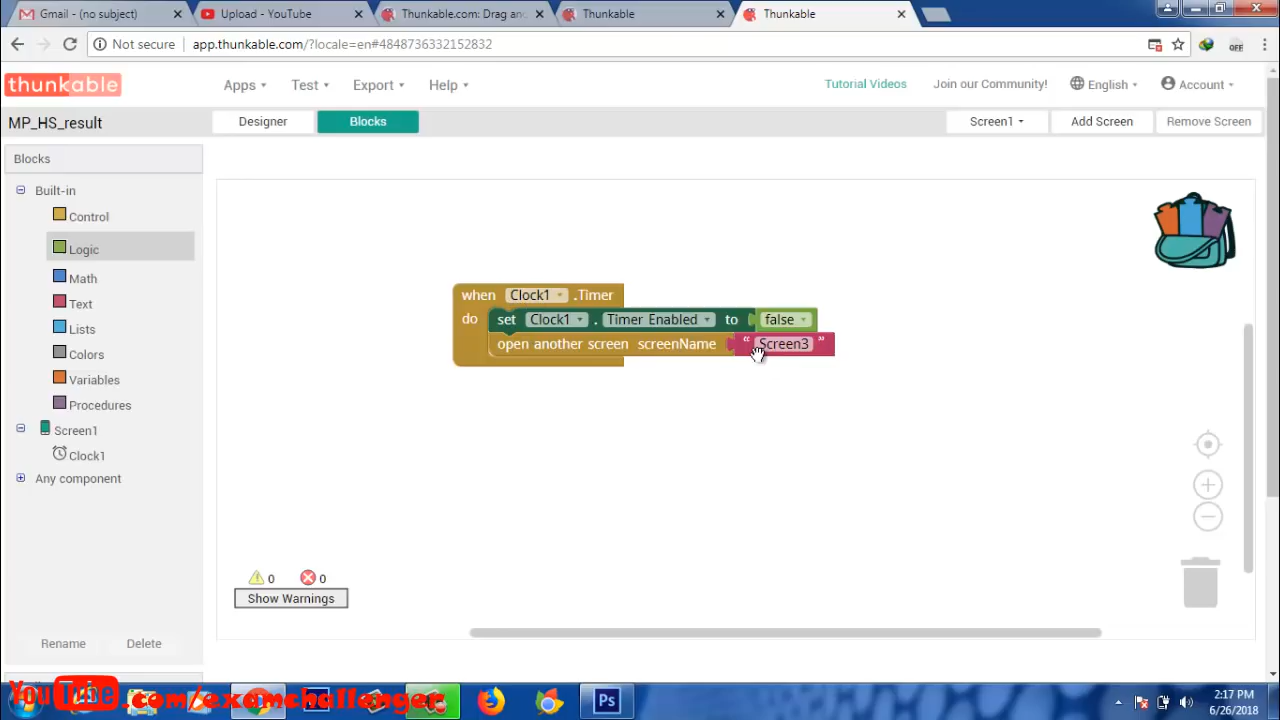 Gmail - (no subject)
Upload - YouTube
Thunkable.com: Drag an
Thunkable
Thunkable
Not secure
app.thunkable.com/?locale=en#4848736332152832
OFF
thunkable
Apps
Test
Export
Help
Tutorial Videos
Join our Community!
English
Account
MP_HS_result
Designer
Blocks
Screen1
Add Screen
Remove Screen
Blocks
Built-in
Control
Logic
Math
Text
Lists
Colors
Variables
Procedures
Screen1
Clock1
Any component
Rename
Delete
when Clock1 .Timer
do set Clock1 . Timer Enabled to false
open another screen screenName “ Screen3 ”
0 0
Show Warnings
YouTube.com/examchallenger
Ps
2:17 PM
6/26/2018